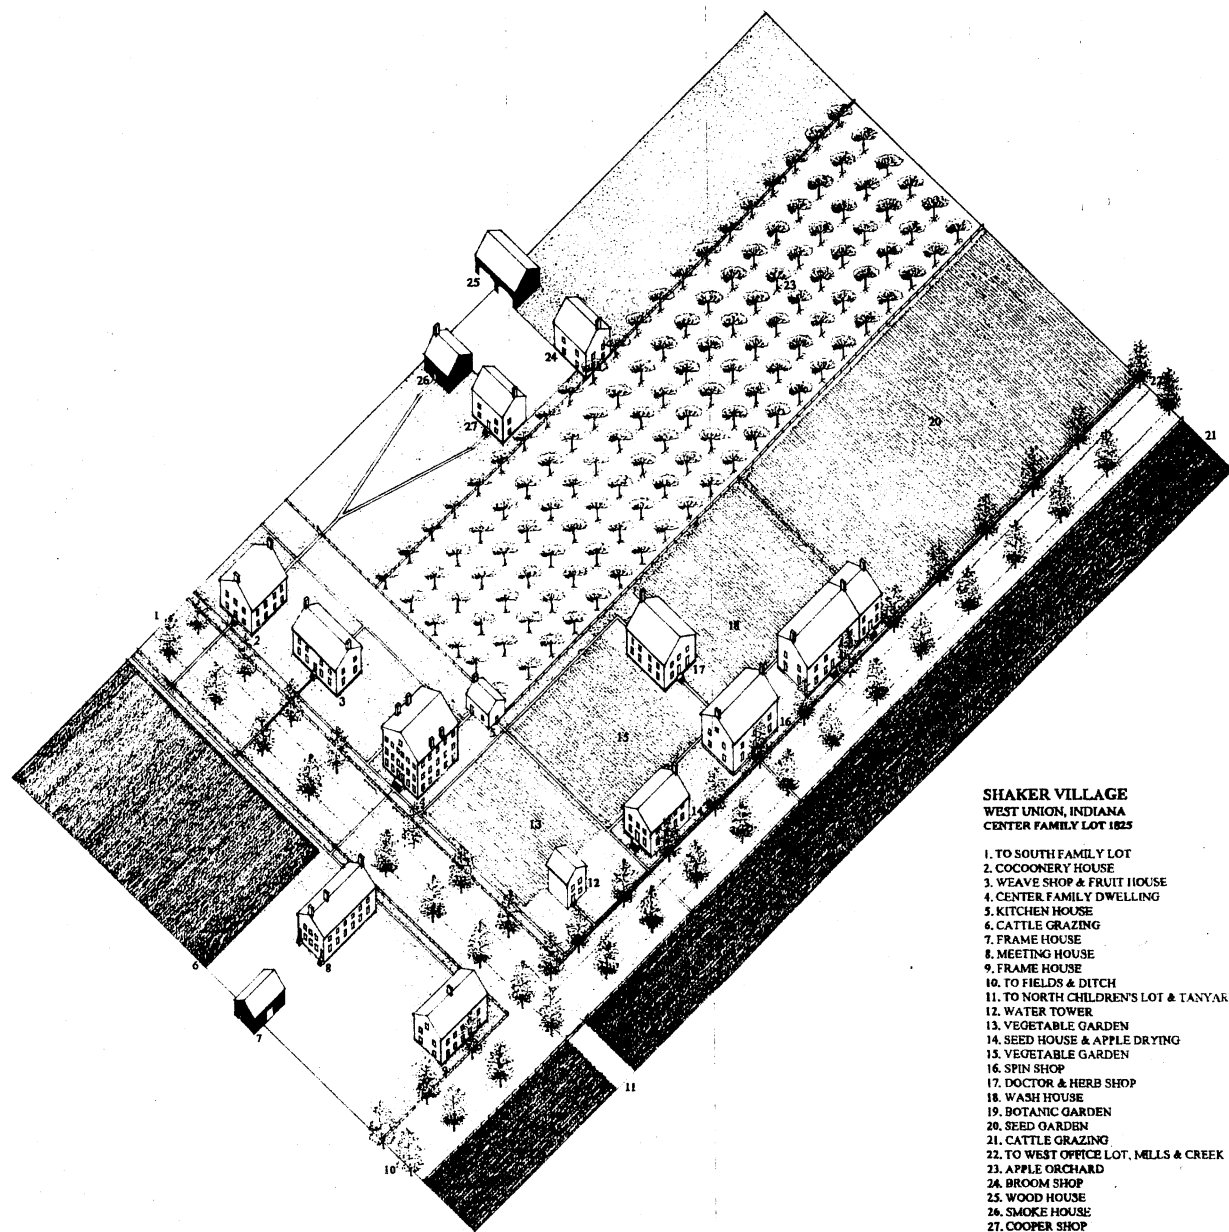 25
23
24
26
27
20
22
21
1
2
18
17
3
15
16
13
14
12
6
8
7
11
10
SHAKER VILLAGE
WEST UNION, INDIANA
CENTER FAMILY LOT 1825
1. TO SOUTH FAMILY LOT
2. COCOONERY HOUSE
3. WEAVE SHOP & FRUIT HOUSE
4. CENTER FAMILY DWELLING
5. KITCHEN HOUSE
6. CATTLE GRAZING
7. FRAME HOUSE
8. MEETING HOUSE
9. FRAME HOUSE
10. TO FIELDS & DITCH
11. TO NORTH CHILDREN'S LOT & TANYAR
12. WATER TOWER
13. VEGETABLE GARDEN
14. SEED HOUSE & APPLE DRYING
15. VEGETABLE GARDEN
16. SPIN SHOP
17. DOCTOR & HERB SHOP
18. WASH HOUSE
19. BOTANIC GARDEN
20. SEED GARDEN
21. CATTLE GRAZING
22. TO WEST OFFICE LOT, MILLS & CREEK
23. APPLE ORCHARD
24. BROOM SHOP
25. WOOD HOUSE
26. SMOKE HOUSE
27. COOPER SHOP